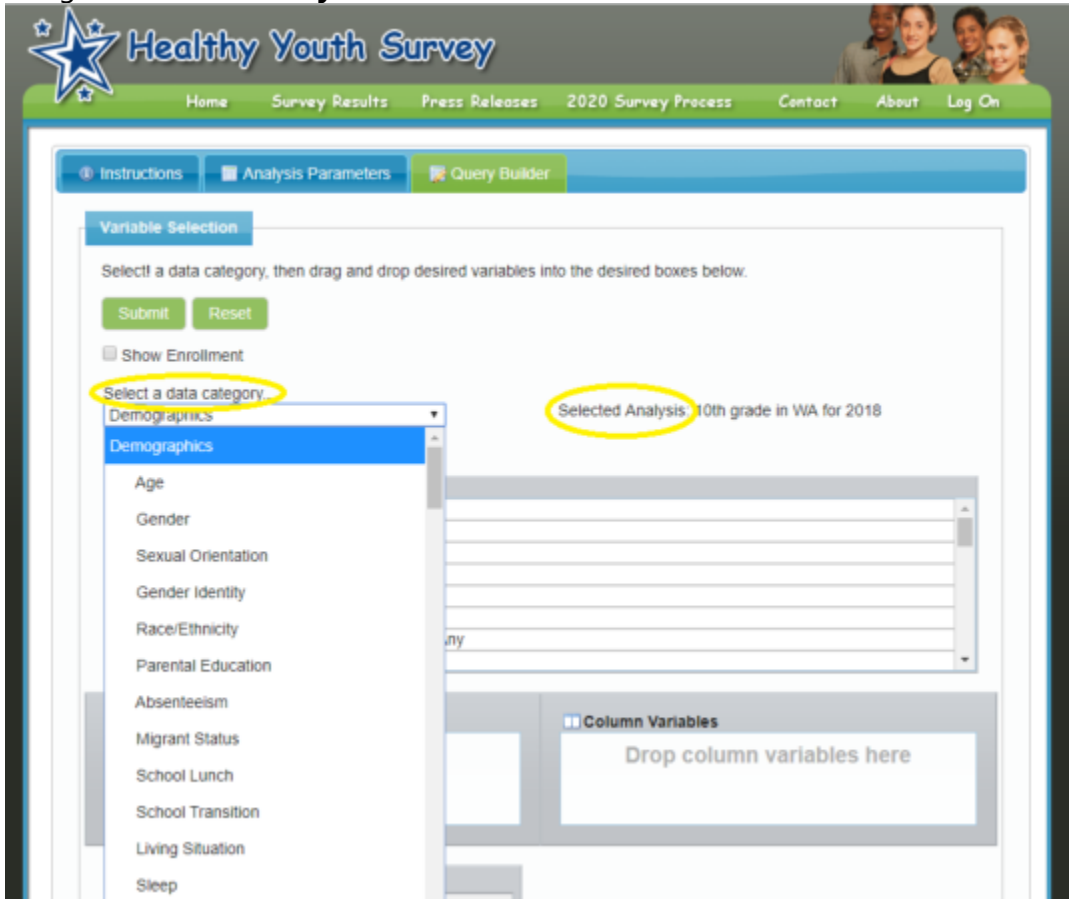 Healthy Youth Survey
Home Survey Results Press Releases 2020 Survey Process Contact About Log On
Instructions Analysis Parameters Query Builder
Variable Selection
Select! a data category, then drag and drop desired variables into the desired boxes below.
Submit Reset
Show Enrollment
Select a data category..
Demographics
Selected Analysis: 10th grade in WA for 2018
Demographics
Age
Gender
Sexual Orientation
Gender Identity
Race/Ethnicity
Parental Education
Absenteeism
Migrant Status
School Lunch
School Transition
Living Situation
Sleep
Column Variables
Drop column variables here